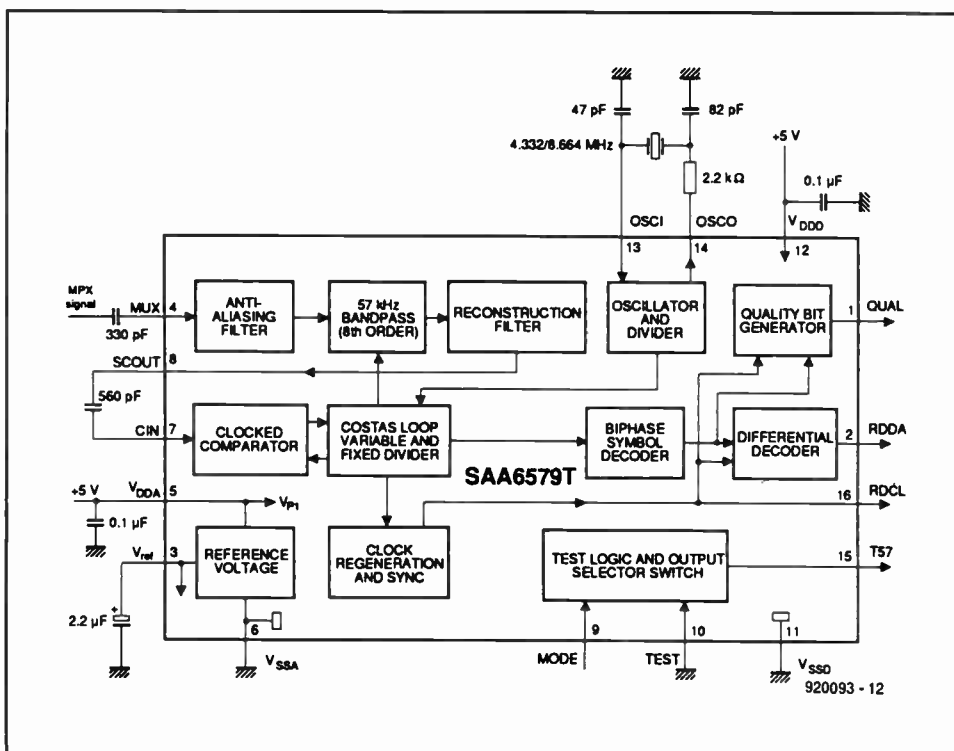 47 pF
82 pF
4.332/8.664 MHz
2.2 kΩ
+5 V
0.1 µF
VDDD
OSCI
OSCO
13
14
12
MPX
signal
MUX
4
330 pF
ANTI-
ALIASING
FILTER
57 kHz
BANDPASS
(8th ORDER)
RECONSTRUCTION
FILTER
OSCILLATOR
AND
DIVIDER
QUALITY BIT
GENERATOR
1
QUAL
SCOUT
8
560 pF
CIN
7
CLOCKED
COMPARATOR
COSTAS LOOP
VARIABLE AND
FIXED DIVIDER
BIPHASE
SYMBOL
DECODER
DIFFERENTIAL
DECODER
2
RDDA
SAA6579T
+5 V
VDDA
5
VP1
16
RDCL
0.1 µF
Vref
3
REFERENCE
VOLTAGE
CLOCK
REGENERATION
AND SYNC
TEST LOGIC AND OUTPUT
SELECTOR SWITCH
15
T57
2.2 µF
+
6
9
10
11
VSSA
MODE
TEST
VSSD
920093 - 12